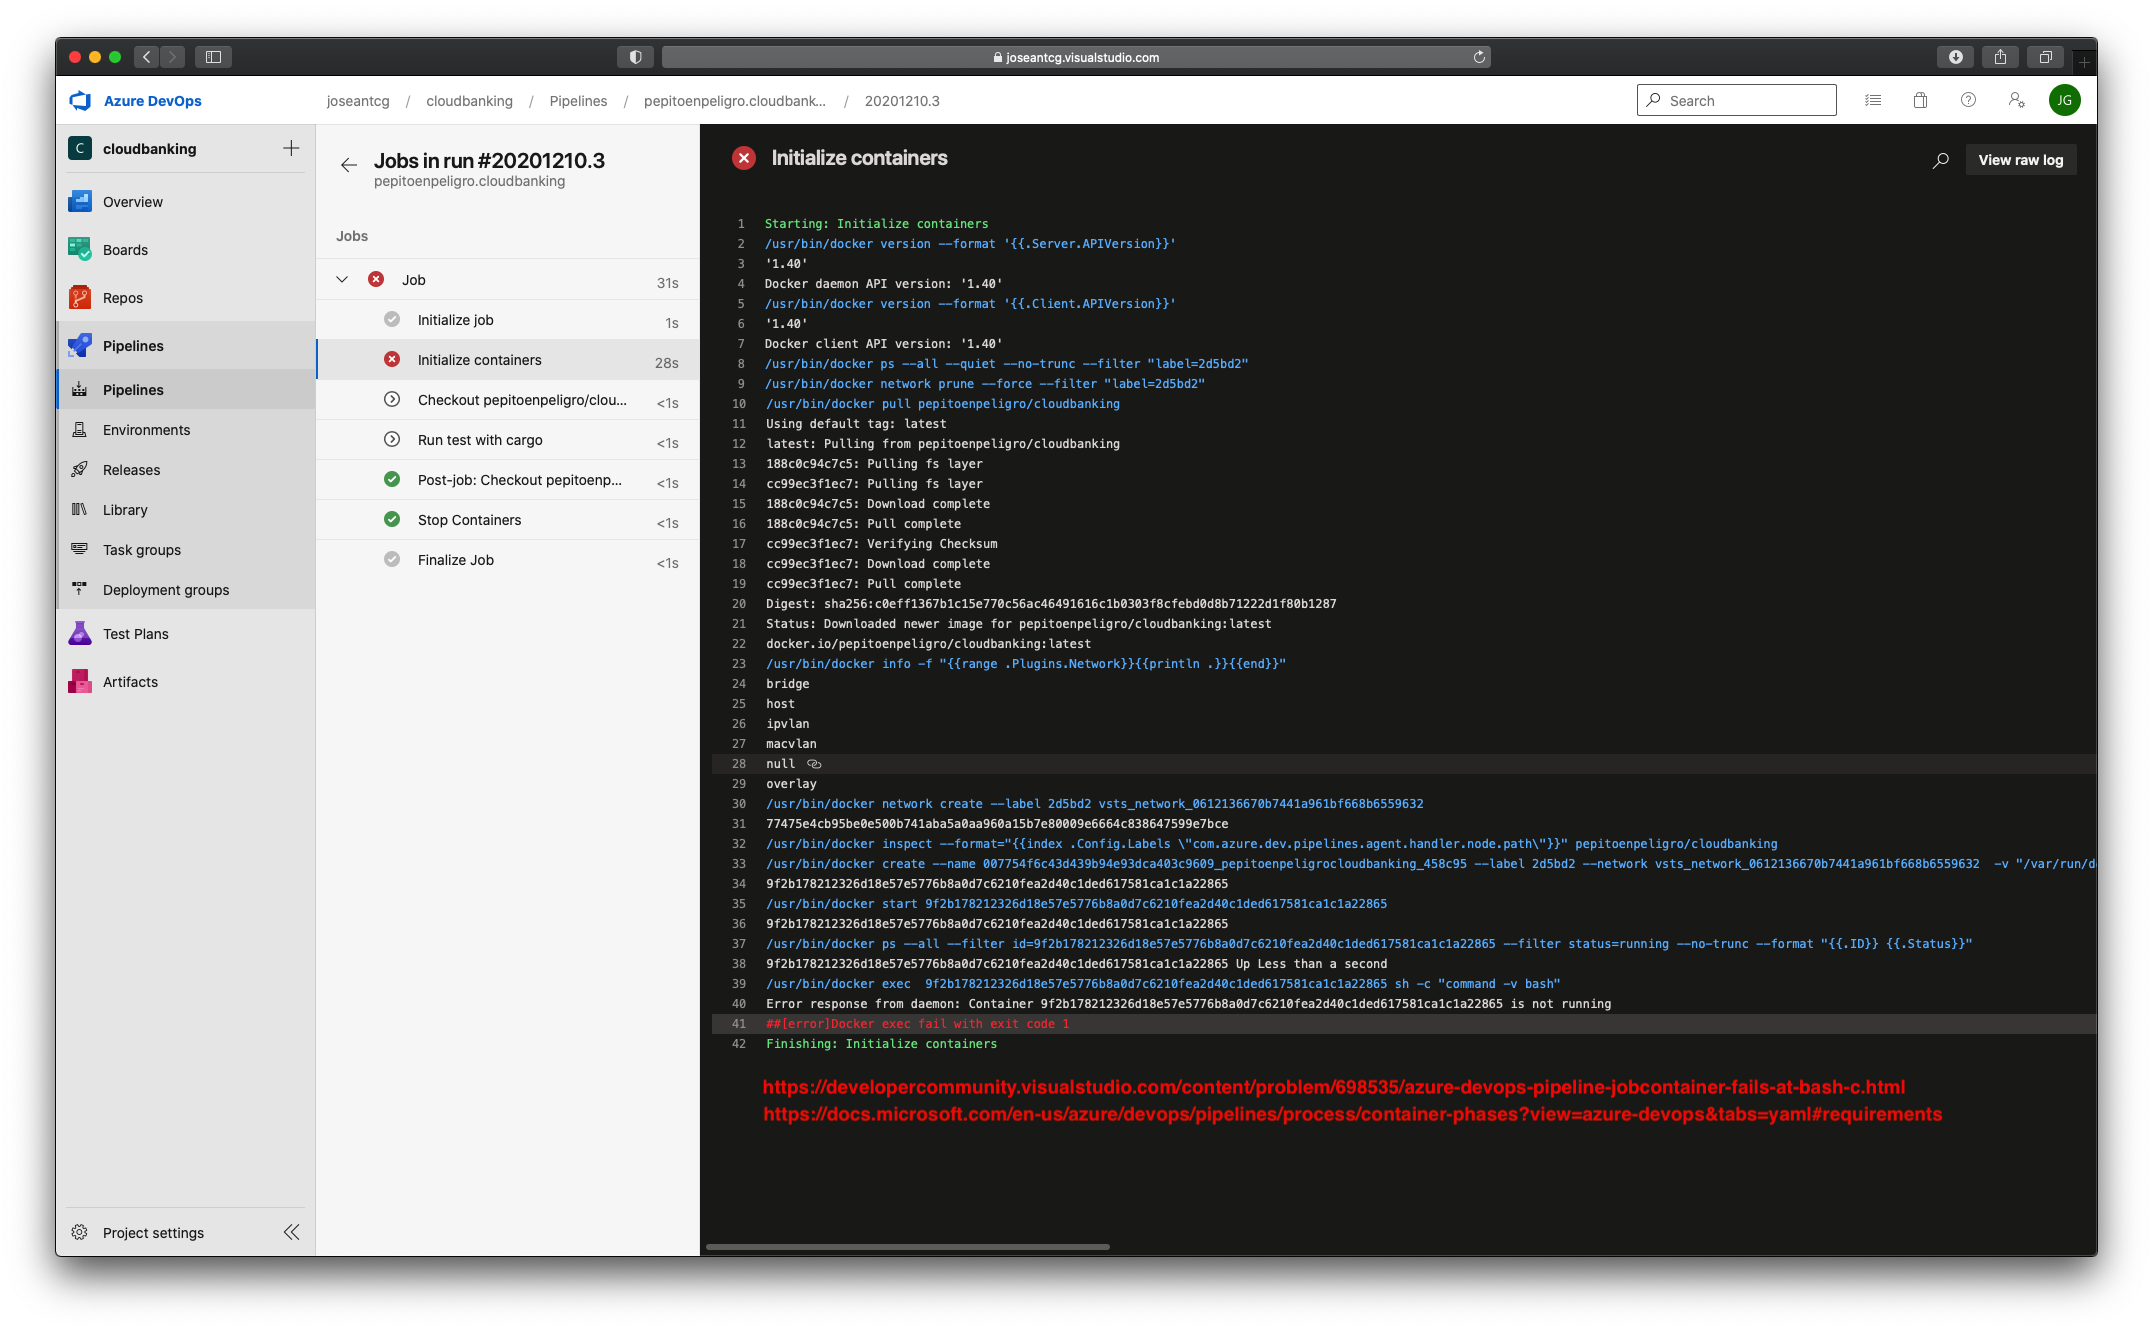 joseantcg.visualstudio.com
Azure DevOps
joseantcg / cloudbanking / Pipelines / pepitoenpeligro.cloudbank... / 20201210.3
Search
JG
C cloudbanking
Overview
Boards
Repos
Pipelines
Pipelines
Environments
Releases
Library
Task groups
Deployment groups
Test Plans
Artifacts
Project settings
Jobs in run #20201210.3
pepitoenpeligro.cloudbanking
Jobs
Job 31s
Initialize job 1s
Initialize containers 28s
Checkout pepitoenpeligro/clou... <1s
Run test with cargo <1s
Post-job: Checkout pepitoenp... <1s
Stop Containers <1s
Finalize Job <1s
Initialize containers
View raw log
1 Starting: Initialize containers
2 /usr/bin/docker version --format '{{.Server.APIVersion}}'
3 '1.40'
4 Docker daemon API version: '1.40'
5 /usr/bin/docker version --format '{{.Client.APIVersion}}'
6 '1.40'
7 Docker client API version: '1.40'
8 /usr/bin/docker ps --all --quiet --no-trunc --filter "label=2d5bd2"
9 /usr/bin/docker network prune --force --filter "label=2d5bd2"
10 /usr/bin/docker pull pepitoenpeligro/cloudbanking
11 Using default tag: latest
12 latest: Pulling from pepitoenpeligro/cloudbanking
13 188c0c94c7c5: Pulling fs layer
14 cc99ec3f1ec7: Pulling fs layer
15 188c0c94c7c5: Download complete
16 188c0c94c7c5: Pull complete
17 cc99ec3f1ec7: Verifying Checksum
18 cc99ec3f1ec7: Download complete
19 cc99ec3f1ec7: Pull complete
20 Digest: sha256:c0eff1367b1c15e770c56ac46491616c1b0303f8cfebd0d8b71222d1f80b1287
21 Status: Downloaded newer image for pepitoenpeligro/cloudbanking:latest
22 docker.io/pepitoenpeligro/cloudbanking:latest
23 /usr/bin/docker info -f "{{range .Plugins.Network}}{{println .}}{{end}}"
24 bridge
25 host
26 ipvlan
27 macvlan
28 null
29 overlay
30 /usr/bin/docker network create --label 2d5bd2 vsts_network_0612136670b7441a961bf668b6559632
31 77475e4cb95be0e500b741aba5a0aa960a15b7e80009e6664c838647599e7bce
32 /usr/bin/docker inspect --format="{{index .Config.Labels \"com.azure.dev.pipelines.agent.handler.node.path\"}}" pepitoenpeligro/cloudbanking
33 /usr/bin/docker create --name 007754f6c43d439b94e93dca403c9609_pepitoenpeligrocloudbanking_458c95 --label 2d5bd2 --network vsts_network_0612136670b7441a961bf668b6559632 -v "/var/run/d
34 9f2b178212326d18e57e5776b8a0d7c6210fea2d40c1ded617581ca1c1a22865
35 /usr/bin/docker start 9f2b178212326d18e57e5776b8a0d7c6210fea2d40c1ded617581ca1c1a22865
36 9f2b178212326d18e57e5776b8a0d7c6210fea2d40c1ded617581ca1c1a22865
37 /usr/bin/docker ps --all --filter id=9f2b178212326d18e57e5776b8a0d7c6210fea2d40c1ded617581ca1c1a22865 --filter status=running --no-trunc --format "{{.ID}} {{.Status}}"
38 9f2b178212326d18e57e5776b8a0d7c6210fea2d40c1ded617581ca1c1a22865 Up Less than a second
39 /usr/bin/docker exec 9f2b178212326d18e57e5776b8a0d7c6210fea2d40c1ded617581ca1c1a22865 sh -c "command -v bash"
40 Error response from daemon: Container 9f2b178212326d18e57e5776b8a0d7c6210fea2d40c1ded617581ca1c1a22865 is not running
41 ##[error]Docker exec fail with exit code 1
42 Finishing: Initialize containers
https://developercommunity.visualstudio.com/content/problem/698535/azure-devops-pipeline-jobcontainer-fails-at-bash-c.html
https://docs.microsoft.com/en-us/azure/devops/pipelines/process/container-phases?view=azure-devops&tabs=yaml#requirements